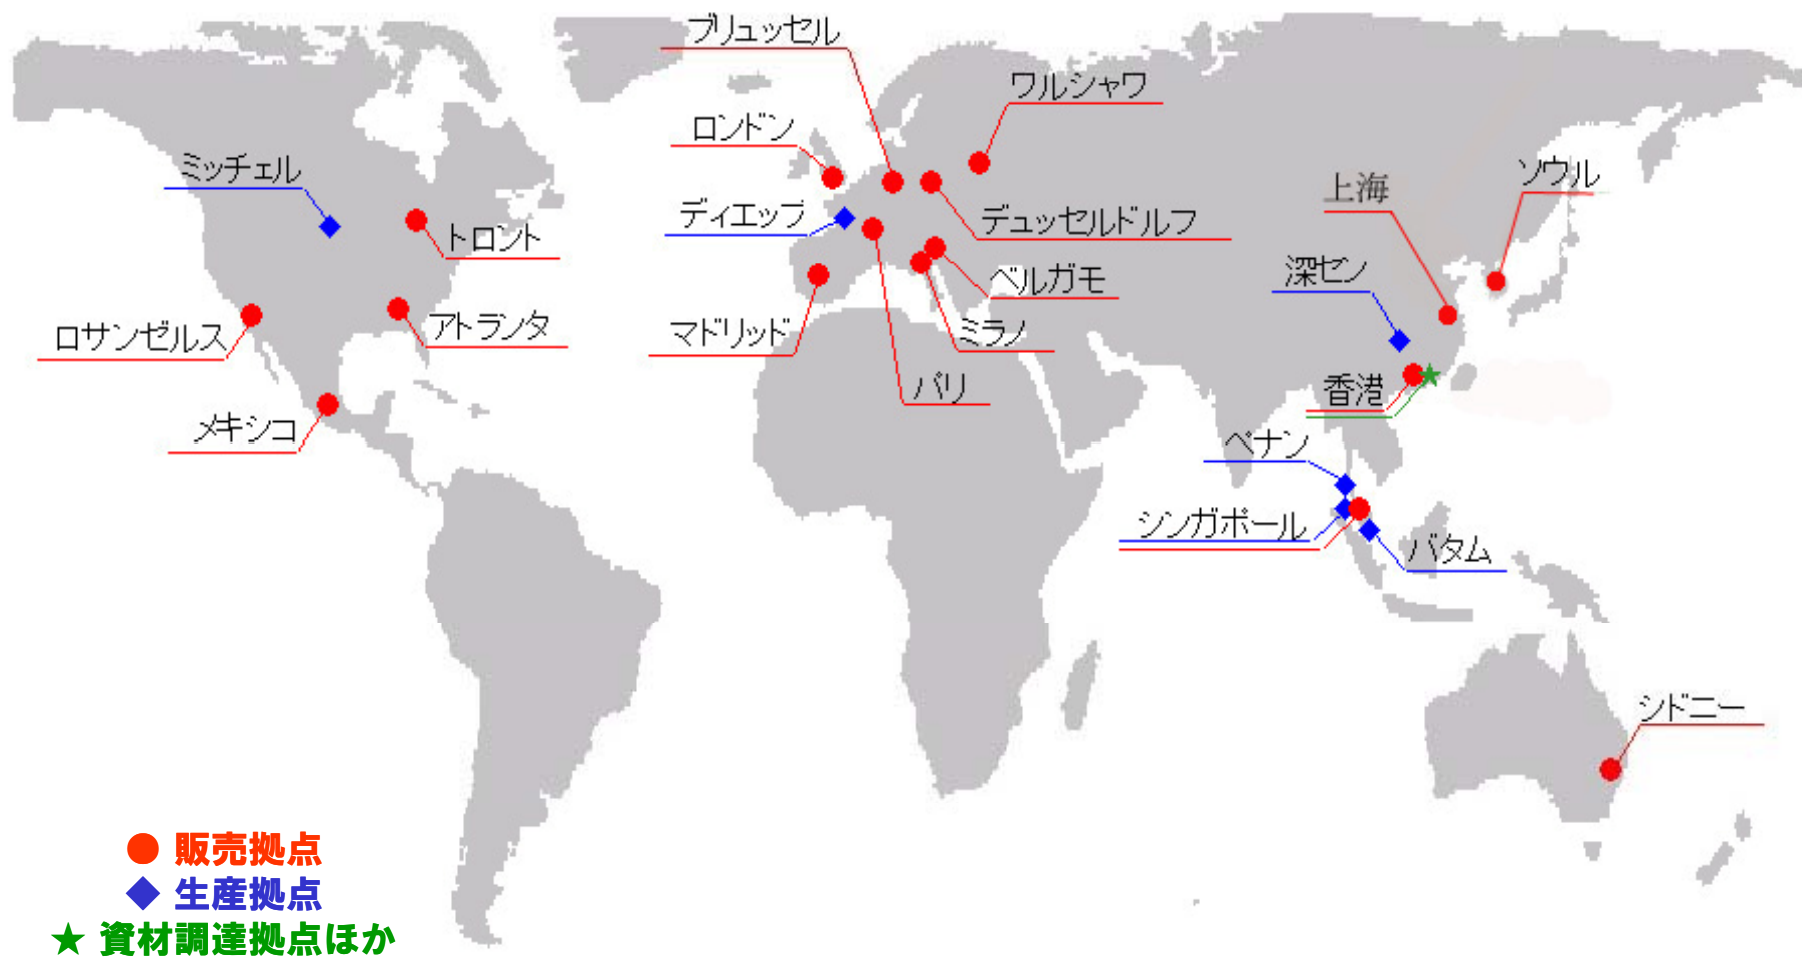 ブリュッセル
ワルシャワ
ロンドン
ミッチェル
ソウル
上海
ディエップ
デュッセルドルフ
トロント
深セン
ベルガモ
アトランタ
ロサンゼルス
マドリッド
ミラノ
パリ
香港
メキシコ
ペナン
シンガポール
バタム
シドニー
● 販売拠点
◆ 生産拠点
★ 資材調達拠点ほか